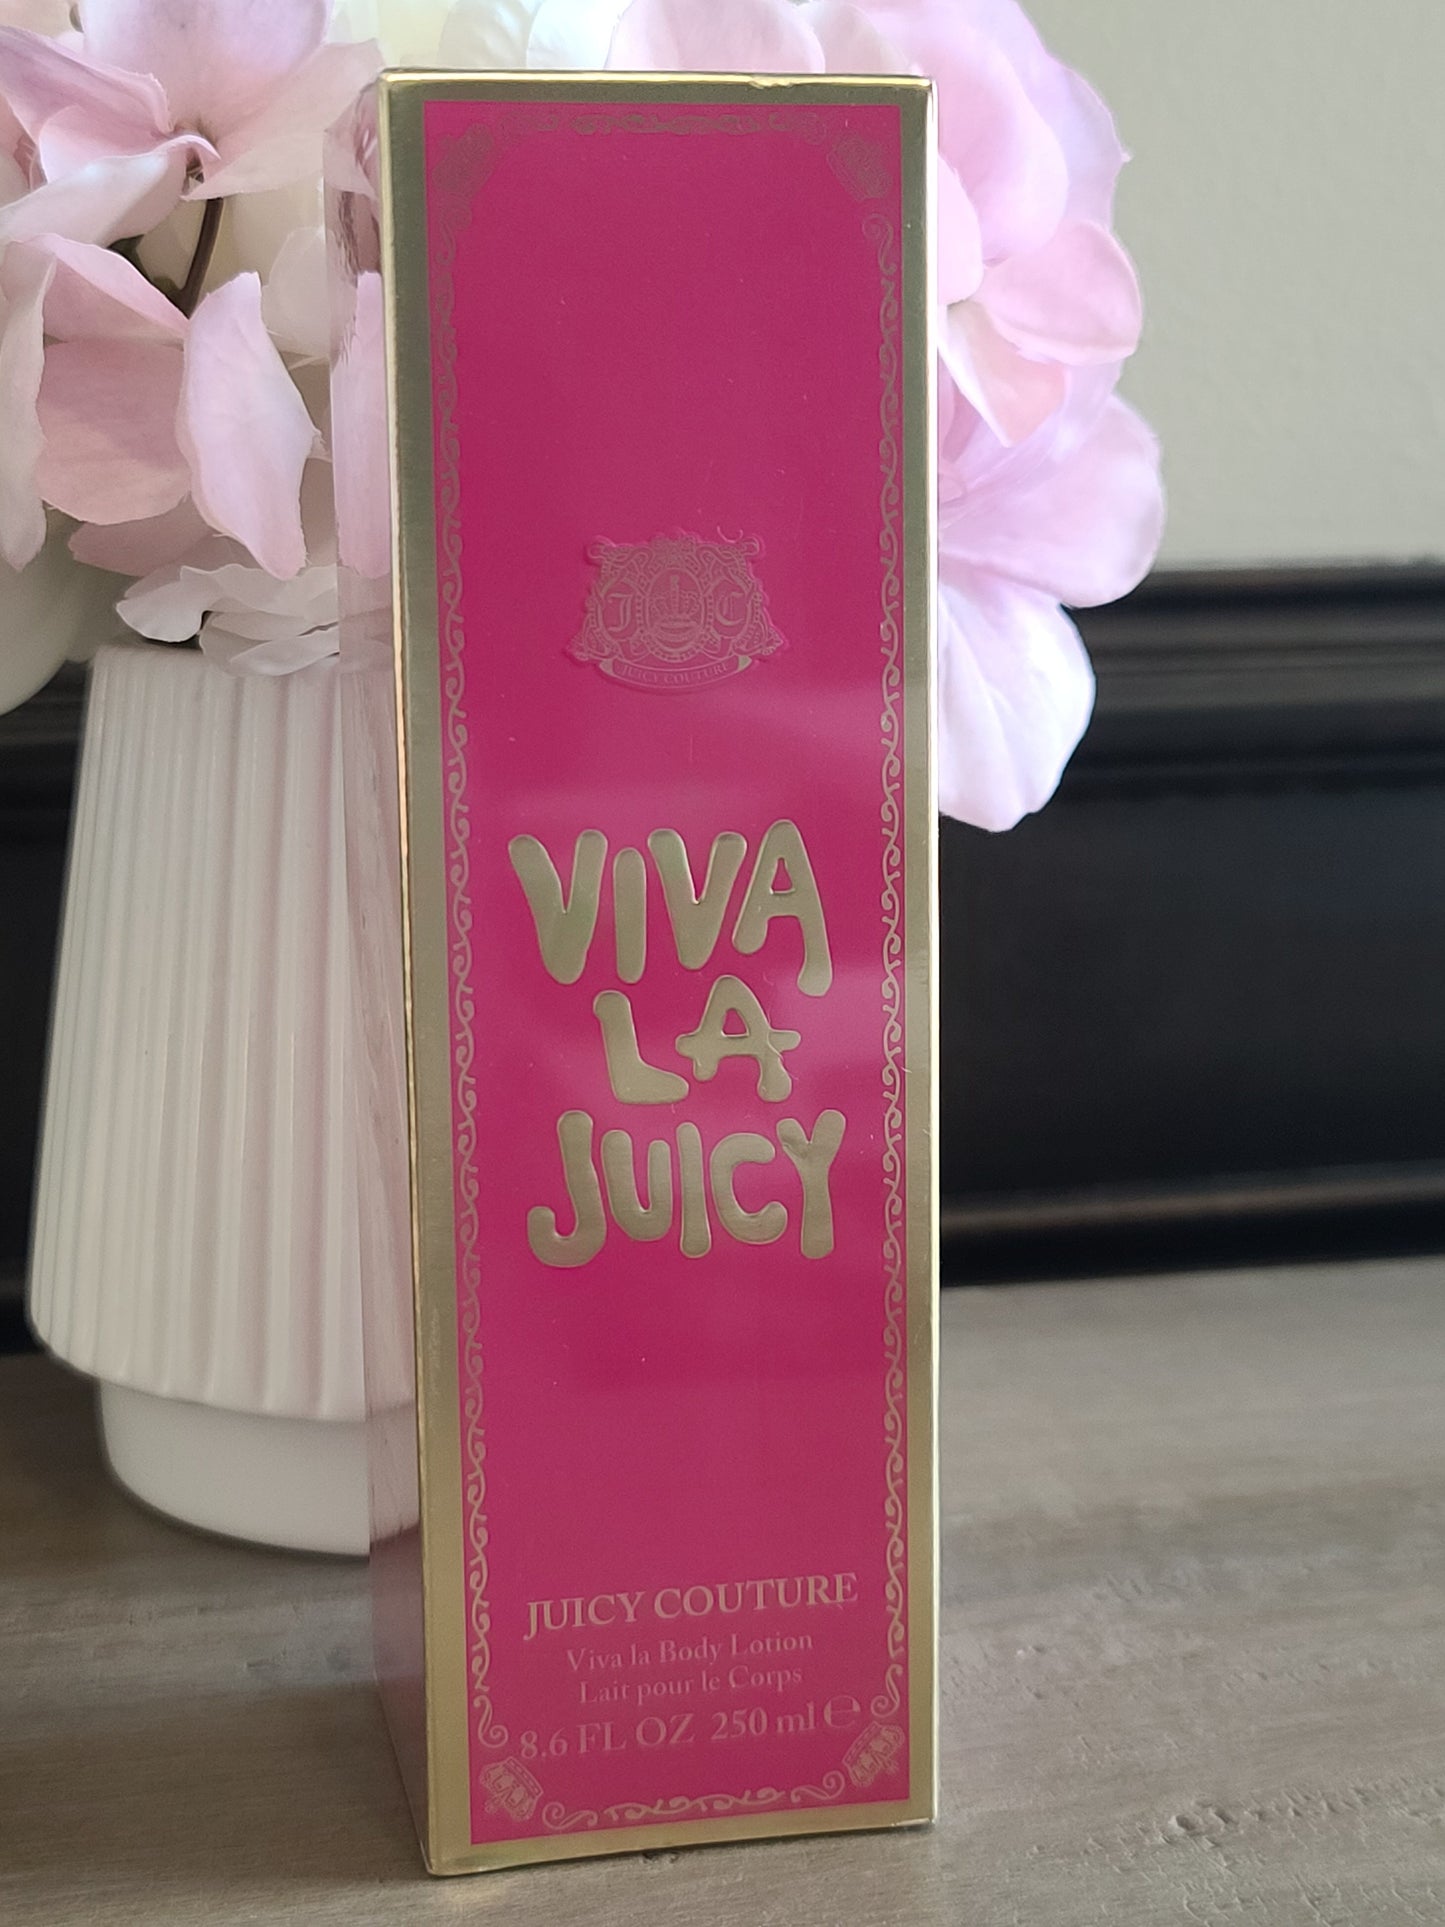 J C
JUICY COUTURE
VIVA
LA
JUICY
JUICY COUTURE
Viva la Body Lotion
Lait pour le Corps
8.6 FL OZ 250 ml ℮